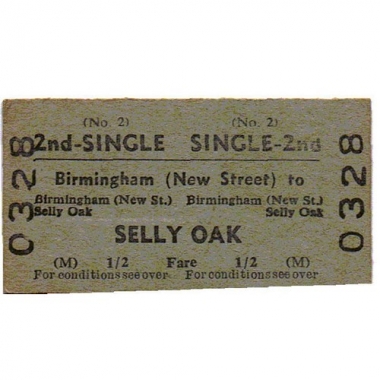 (No. 2) (No. 2)
2nd-SINGLE SINGLE-2nd
Birmingham (New Street) to
Birmingham (New St.) Birmingham (New St.)
Selly Oak Selly Oak
SELLY OAK
(M) 1/2 Fare 1/2 (M)
For conditions see over For conditions see over
0328
0328